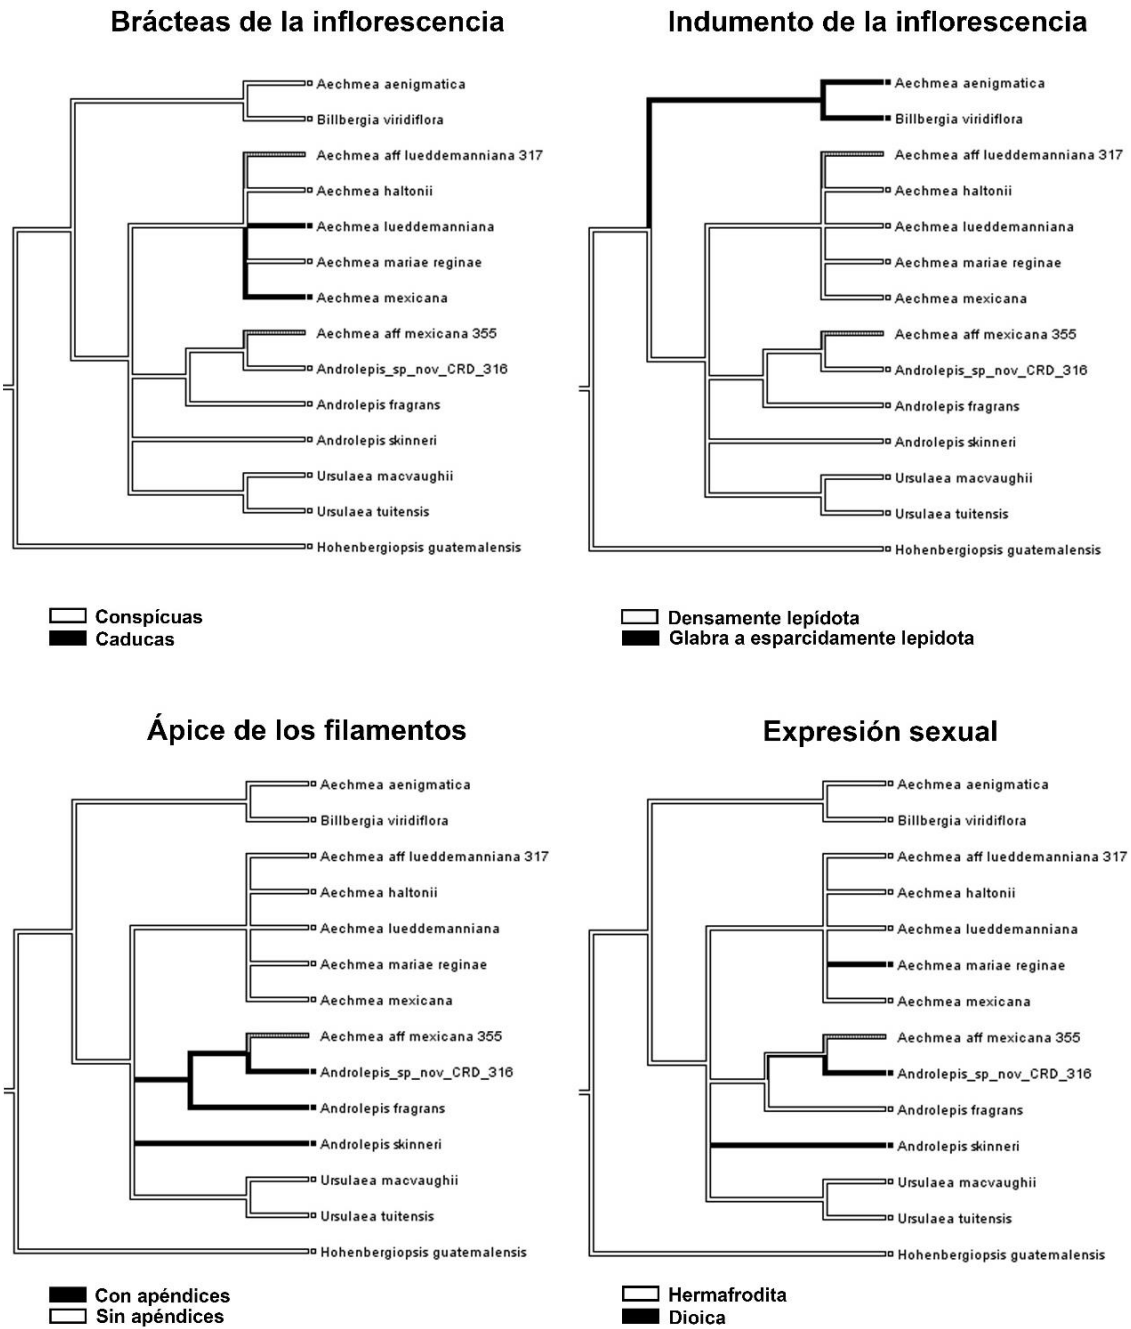 Brácteas de la inflorescencia
Aechmea aenigmatica
Billbergia viridiflora
Aechmea aff lueddemanniana 317
Aechmea haltonii
Aechmea lueddemanniana
Aechmea mariae reginae
Aechmea mexicana
Aechmea aff mexicana 355
Androlepis_sp_nov_CRD_316
Androlepis fragrans
Androlepis skinneri
Ursulaea macvaughii
Ursulaea tuitensis
Hohenbergiopsis guatemalensis
Conspícuas
Caducas
Indumento de la inflorescencia
Aechmea aenigmatica
Billbergia viridiflora
Aechmea aff lueddemanniana 317
Aechmea haltonii
Aechmea lueddemanniana
Aechmea mariae reginae
Aechmea mexicana
Aechmea aff mexicana 355
Androlepis_sp_nov_CRD_316
Androlepis fragrans
Androlepis skinneri
Ursulaea macvaughii
Ursulaea tuitensis
Hohenbergiopsis guatemalensis
Densamente lepídota
Glabra a esparcidamente lepidota
Ápice de los filamentos
Aechmea aenigmatica
Billbergia viridiflora
Aechmea aff lueddemanniana 317
Aechmea haltonii
Aechmea lueddemanniana
Aechmea mariae reginae
Aechmea mexicana
Aechmea aff mexicana 355
Androlepis_sp_nov_CRD_316
Androlepis fragrans
Androlepis skinneri
Ursulaea macvaughii
Ursulaea tuitensis
Hohenbergiopsis guatemalensis
Con apéndices
Sin apéndices
Expresión sexual
Aechmea aenigmatica
Billbergia viridiflora
Aechmea aff lueddemanniana 317
Aechmea haltonii
Aechmea lueddemanniana
Aechmea mariae reginae
Aechmea mexicana
Aechmea aff mexicana 355
Androlepis_sp_nov_CRD_316
Androlepis fragrans
Androlepis skinneri
Ursulaea macvaughii
Ursulaea tuitensis
Hohenbergiopsis guatemalensis
Hermafrodita
Dioica